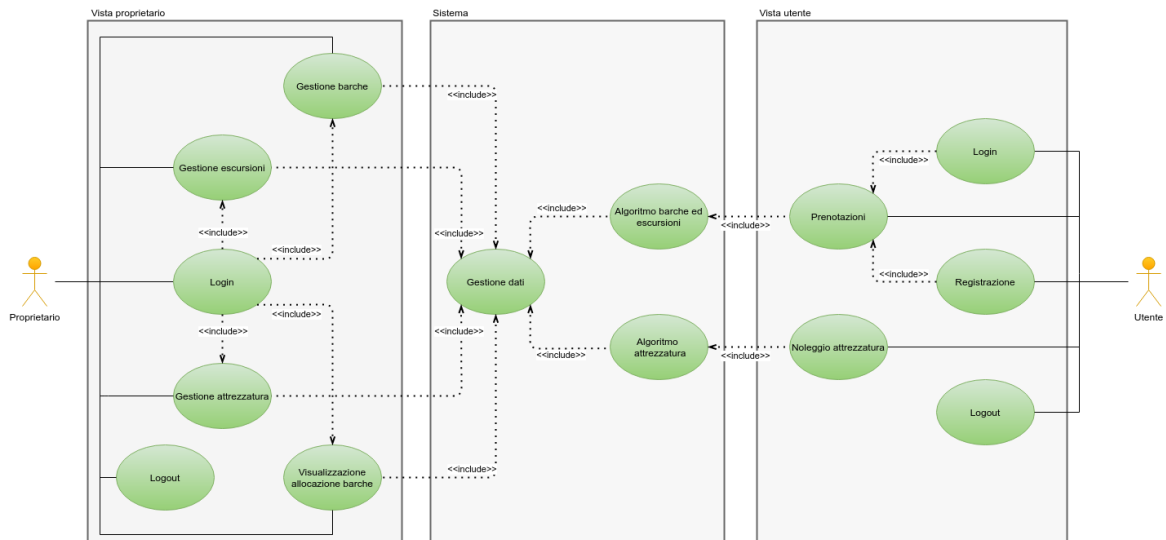 Vista proprietario
Sistema
Vista utente
Gestione barche
<<include>>
Gestione escursioni
<<include>>
<<include>>
<<include>>
Login
<<include>>
<<include>>
<<include>>
Gestione attrezzatura
Logout
Visualizzazione
allocazione barche
<<include>>
Proprietario
Gestione dati
<<include>>
Algoritmo barche ed
escursioni
<<include>>
<<include>>
Algoritmo
attrezzatura
<<include>>
Prenotazioni
<<include>>
Login
<<include>>
Registrazione
<<include>>
Noleggio attrezzatura
Logout
Utente